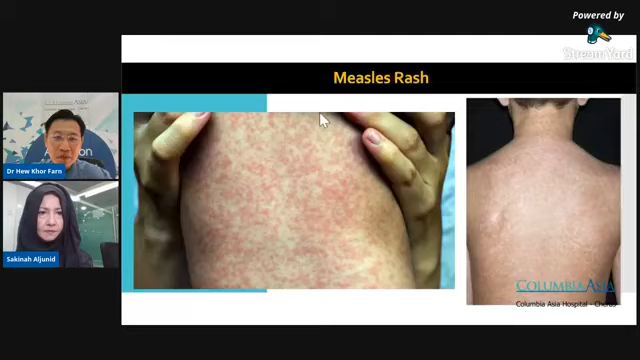 Powered by
StreamYard
Measles Rash
Dr Hew Khor Farn
Sakinah Aljunid
COLUMBIA ASIA
Columbia Asia Hospital - Cheras